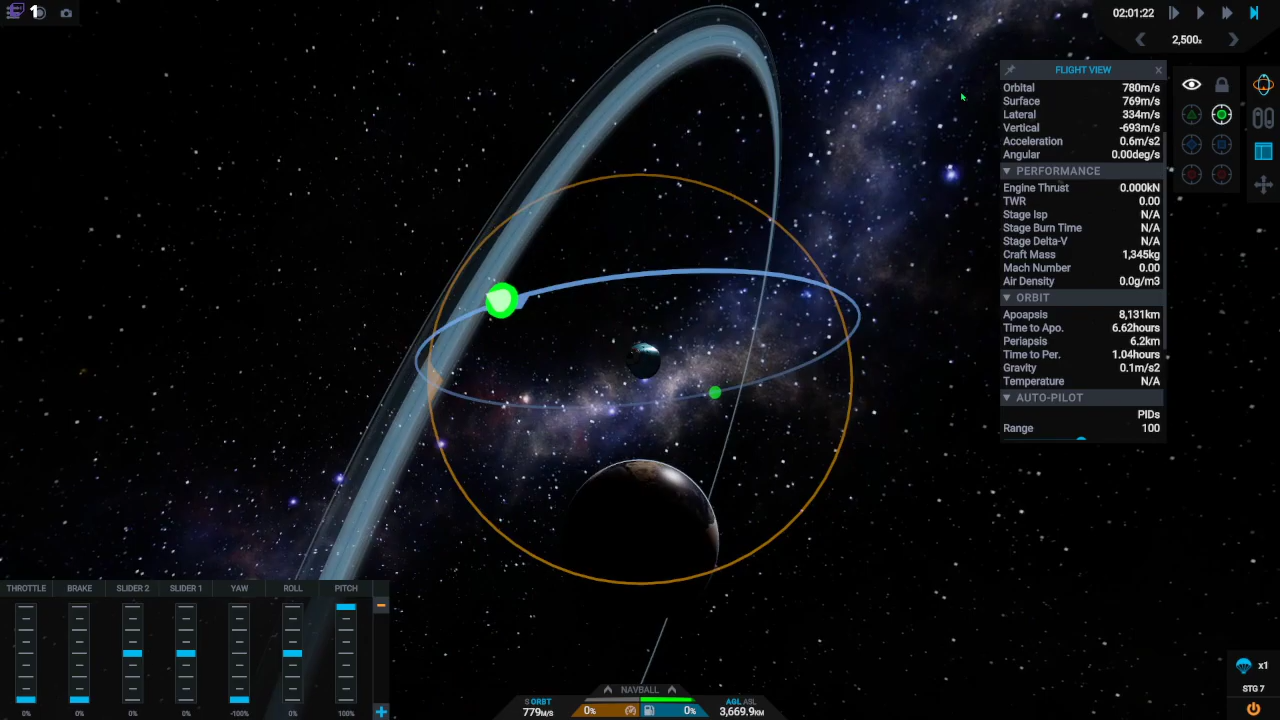 1
02:01:22
2,500x
FLIGHT VIEW
Orbital 780m/s
Surface 769m/s
Lateral 334m/s
Vertical -693m/s
Acceleration 0.6m/s2
Angular 0.00deg/s
PERFORMANCE
Engine Thrust 0.000kN
TWR 0.00
Stage Isp N/A
Stage Burn Time N/A
Stage Delta-V N/A
Craft Mass 1,345kg
Mach Number 0.00
Air Density 0.0g/m3
ORBIT
Apoapsis 8,131km
Time to Apo. 6.62hours
Periapsis 6.2km
Time to Per. 1.04hours
Gravity 0.1m/s2
Temperature N/A
AUTO-PILOT
PIDs
Range 100
THROTTLE BRAKE SLIDER 2 SLIDER 1 YAW ROLL PITCH
0% 0% 0% 0% -100% 0% 100%
NAVBALL
S ORBT
779M/S
0%
0%
AGL ASL
3,669.9KM
x1
STG 7